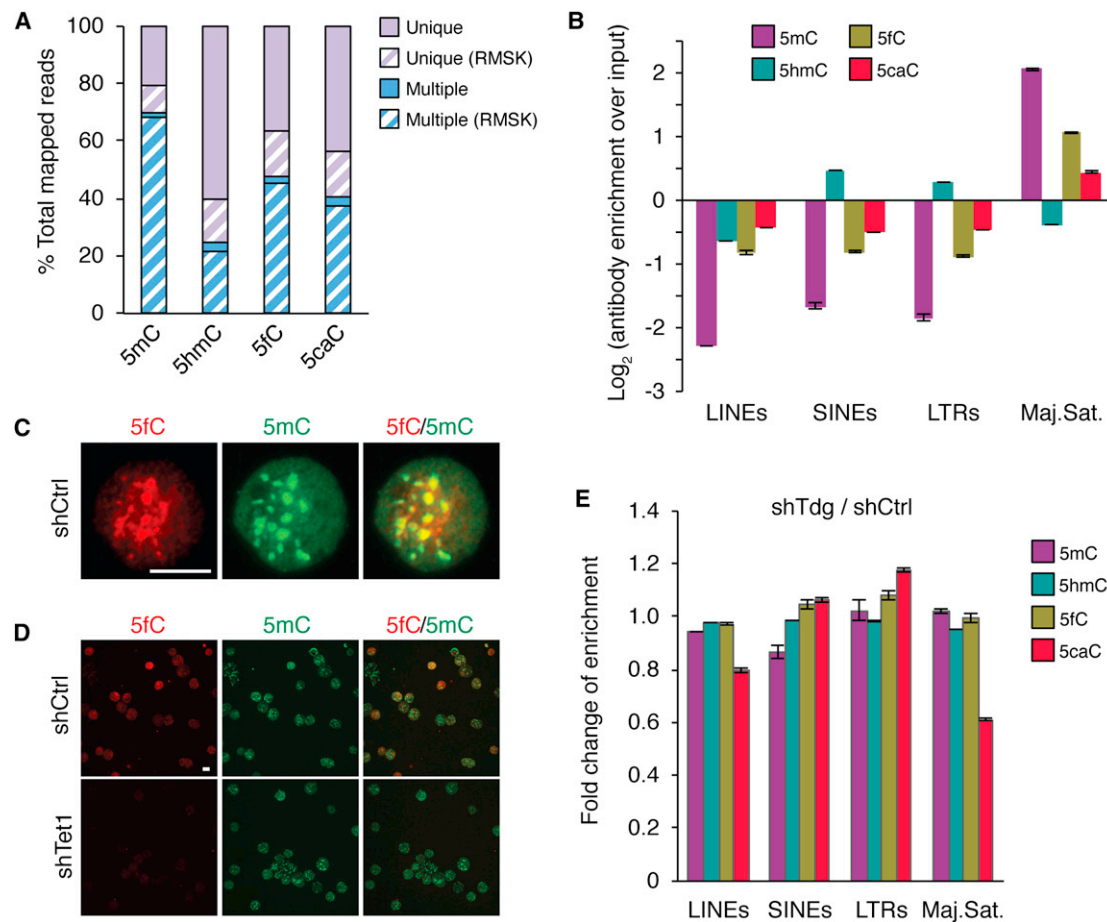 A
% Total mapped reads
100
80
60
40
20
0
5mC
5hmC
5fC
5caC
Unique
Unique (RMSK)
Multiple
Multiple (RMSK)
B
Log2 (antibody enrichment over input)
5mC
5hmC
5fC
5caC
2
1
0
-1
-2
-3
LINEs
SINEs
LTRs
Maj.Sat.
C
5fC
5mC
5fC/5mC
shCtrl
D
5fC
5mC
5fC/5mC
shCtrl
shTet1
E
shTdg / shCtrl
Fold change of enrichment
1.4
1.2
1.0
0.8
0.6
0.4
0.2
0
5mC
5hmC
5fC
5caC
LINEs
SINEs
LTRs
Maj.Sat.